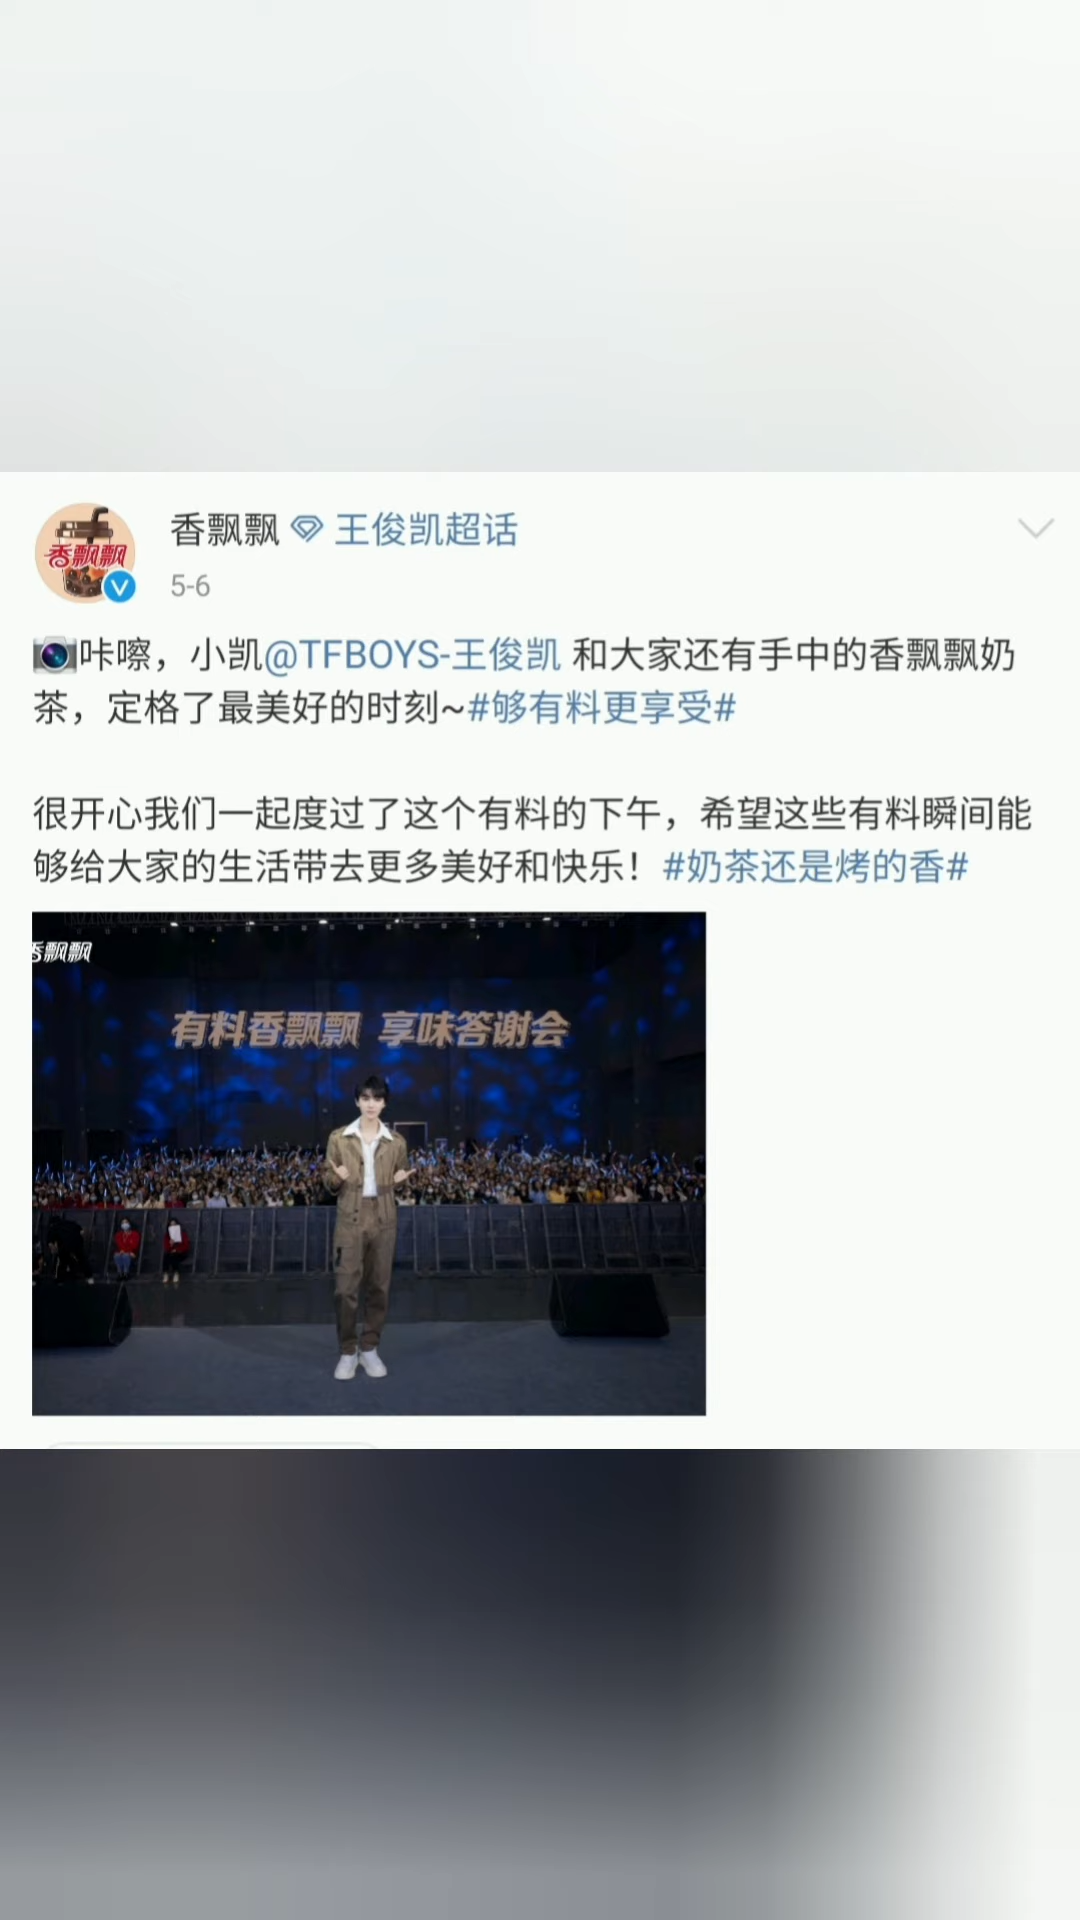 香飘飘 王俊凯超话
香飘飘
5-6
咔嚓，小凯@TFBOYS-王俊凯 和大家还有手中的香飘飘奶
茶，定格了最美好的时刻~#够有料更享受#
很开心我们一起度过了这个有料的下午，希望这些有料瞬间能
够给大家的生活带去更多美好和快乐！#奶茶还是烤的香#
香飘飘
有料香飘飘 享味答谢会